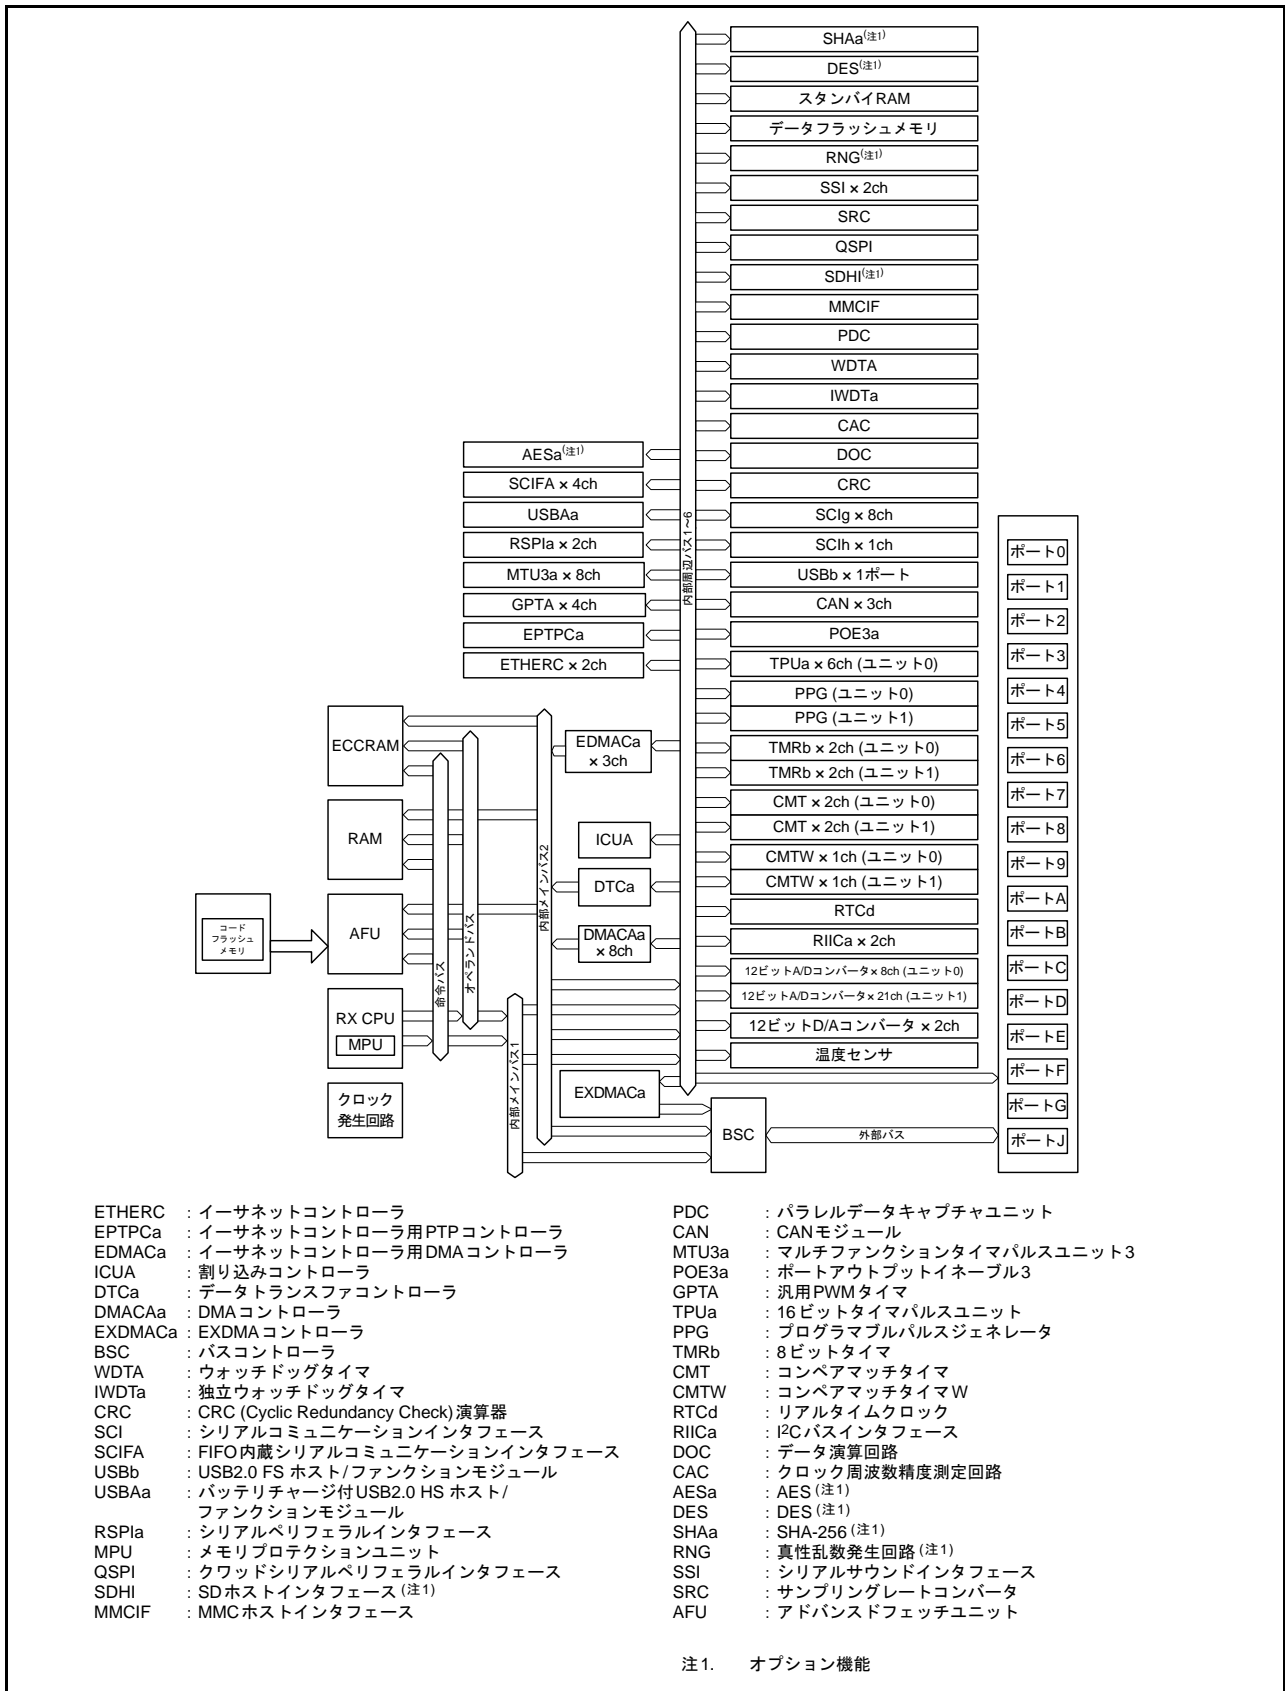 SHAa(注1)
DES(注1)
スタンバイRAM
データフラッシュメモリ
RNG(注1)
SSI × 2ch
SRC
QSPI
SDHI(注1)
MMCIF
PDC
WDTA
IWDTa
CAC
DOC
CRC
SCIg × 8ch
SCIh × 1ch
USBb × 1ポート
CAN × 3ch
POE3a
TPUa × 6ch (ユニット0)
PPG (ユニット0)
PPG (ユニット1)
TMRb × 2ch (ユニット0)
TMRb × 2ch (ユニット1)
CMT × 2ch (ユニット0)
CMT × 2ch (ユニット1)
CMTW × 1ch (ユニット0)
CMTW × 1ch (ユニット1)
RTCd
RIICa × 2ch
12ビットA/Dコンバータ× 8ch (ユニット0)
12ビットA/Dコンバータ× 21ch (ユニット1)
12ビットD/Aコンバータ × 2ch
温度センサ
内部周辺バス1~6
AESa(注1)
SCIFA × 4ch
USBAa
RSPIa × 2ch
MTU3a × 8ch
GPTA × 4ch
EPTPCa
ETHERC × 2ch
EDMACa
× 3ch
ICUA
DTCa
DMACAa
× 8ch
EXDMACa
BSC
外部バス
ECCRAM
RAM
AFU
コード
フラッシュ
メモリ
RX CPU
MPU
クロック
発生回路
命令バス
オペランドバス
内部メインバス1
内部メインバス2
ポート0
ポート1
ポート2
ポート3
ポート4
ポート5
ポート6
ポート7
ポート8
ポート9
ポートA
ポートB
ポートC
ポートD
ポートE
ポートF
ポートG
ポートJ
ETHERC : イーサネットコントローラ
EPTPCa : イーサネットコントローラ用PTPコントローラ
EDMACa : イーサネットコントローラ用DMAコントローラ
ICUA : 割り込みコントローラ
DTCa : データトランスファコントローラ
DMACAa : DMAコントローラ
EXDMACa : EXDMAコントローラ
BSC : バスコントローラ
WDTA : ウォッチドッグタイマ
IWDTa : 独立ウォッチドッグタイマ
CRC : CRC (Cyclic Redundancy Check)演算器
SCI : シリアルコミュニケーションインタフェース
SCIFA : FIFO内蔵シリアルコミュニケーションインタフェース
USBb : USB2.0 FS ホスト/ファンクションモジュール
USBAa : バッテリチャージ付USB2.0 HS ホスト/
ファンクションモジュール
RSPIa : シリアルペリフェラルインタフェース
MPU : メモリプロテクションユニット
QSPI : クワッドシリアルペリフェラルインタフェース
SDHI : SDホストインタフェース(注1)
MMCIF : MMCホストインタフェース
PDC : パラレルデータキャプチャユニット
CAN : CANモジュール
MTU3a : マルチファンクションタイマパルスユニット3
POE3a : ポートアウトプットイネーブル3
GPTA : 汎用PWMタイマ
TPUa : 16ビットタイマパルスユニット
PPG : プログラマブルパルスジェネレータ
TMRb : 8ビットタイマ
CMT : コンペアマッチタイマ
CMTW : コンペアマッチタイマW
RTCd : リアルタイムクロック
RIICa : I2Cバスインタフェース
DOC : データ演算回路
CAC : クロック周波数精度測定回路
AESa : AES(注1)
DES : DES(注1)
SHAa : SHA-256(注1)
RNG : 真性乱数発生回路(注1)
SSI : シリアルサウンドインタフェース
SRC : サンプリングレートコンバータ
AFU : アドバンスドフェッチユニット
注1. オプション機能